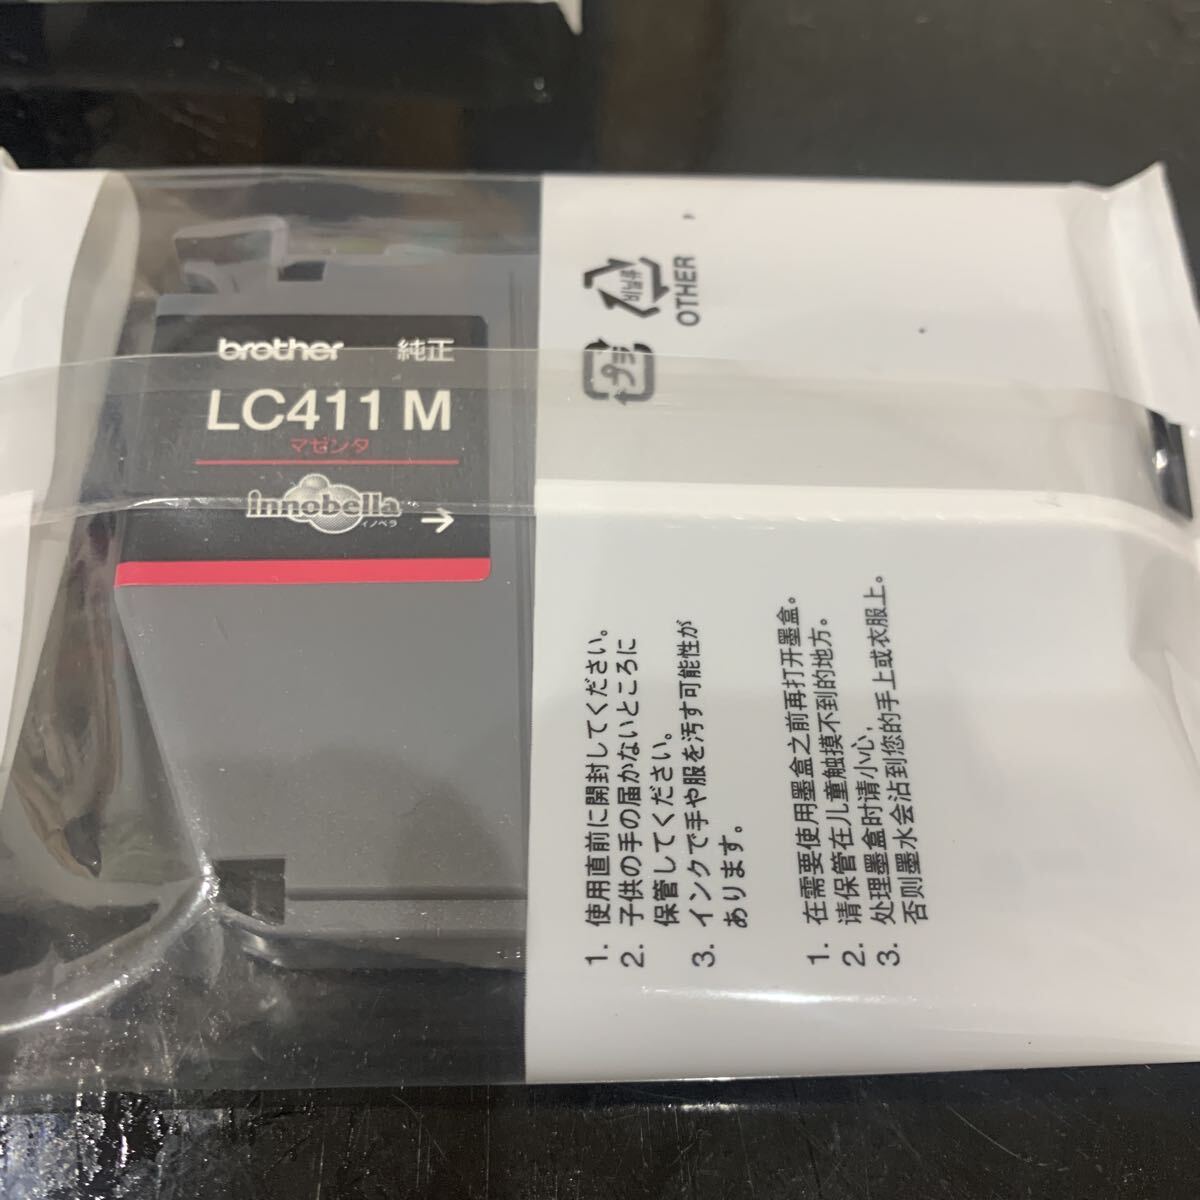 brother 純正
LC411 M
マゼンタ
innobella
イノベラ
→
비닐류
OTHER
プラ
1. 使用直前に開封してください。
2. 子供の手の届かないところに
保管してください。
3. インクで手や服を汚す可能性が
あります。
1. 在需要使用墨盒之前再打开墨盒。
2. 请保管在儿童触摸不到的地方。
3. 处理墨盒时请小心,
否则墨水会沾到您的手上或衣服上。